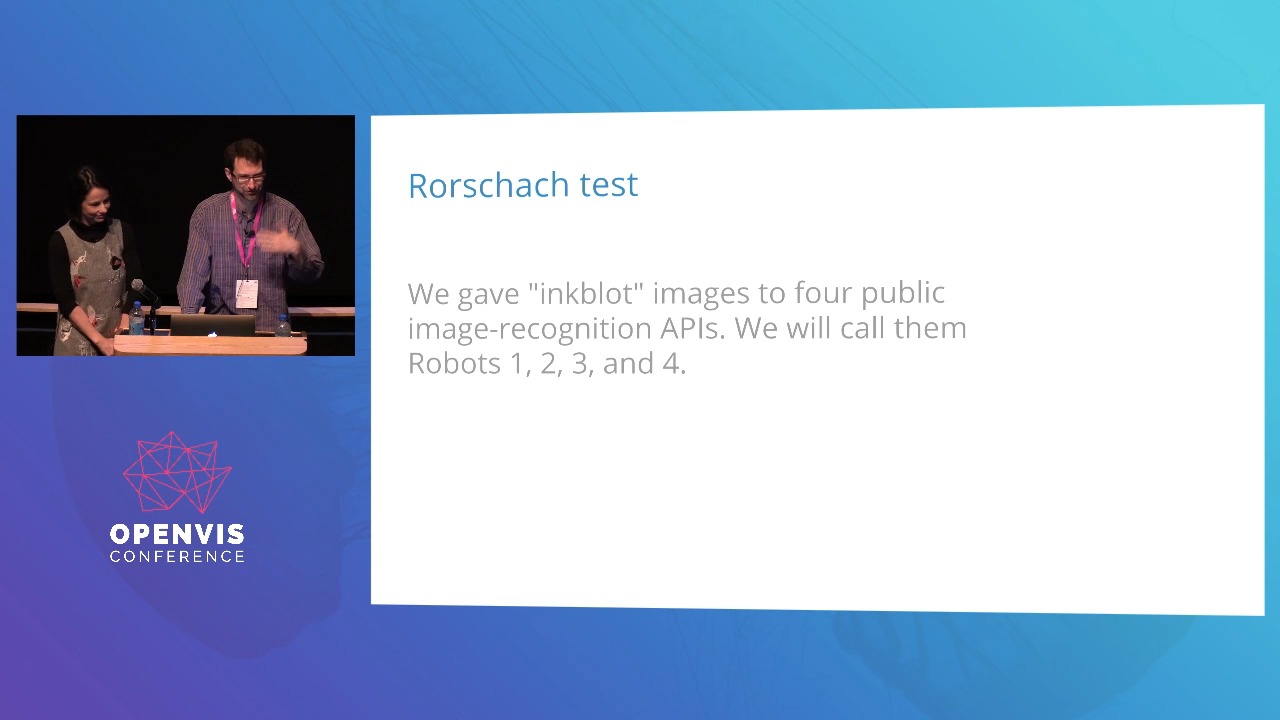 Rorschach test
We gave "inkblot" images to four public
image-recognition APIs. We will call them
Robots 1, 2, 3, and 4.
OPENVIS
CONFERENCE